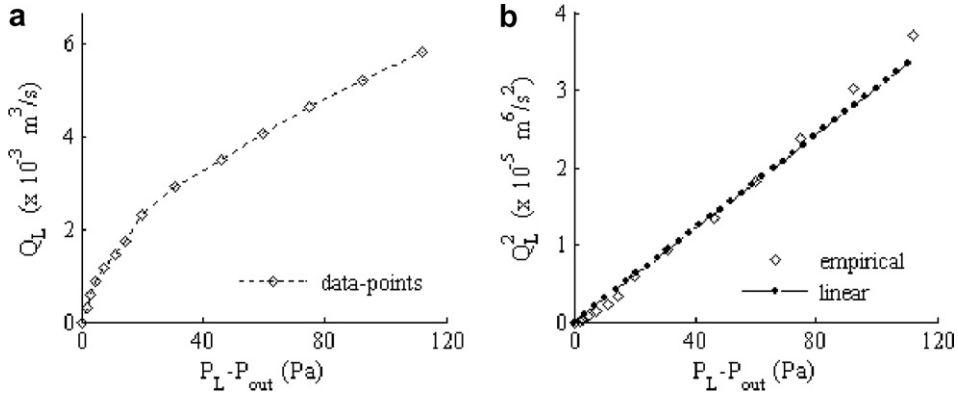 a
Q_L (x 10^-3 m^3/s)
6
4
2
0
0 40 80 120
P_L-P_out (Pa)
data-points
b
Q_L^2 (x 10^-5 m^6/s^2)
4
3
2
1
0
0 40 80 120
P_L-P_out (Pa)
empirical
linear